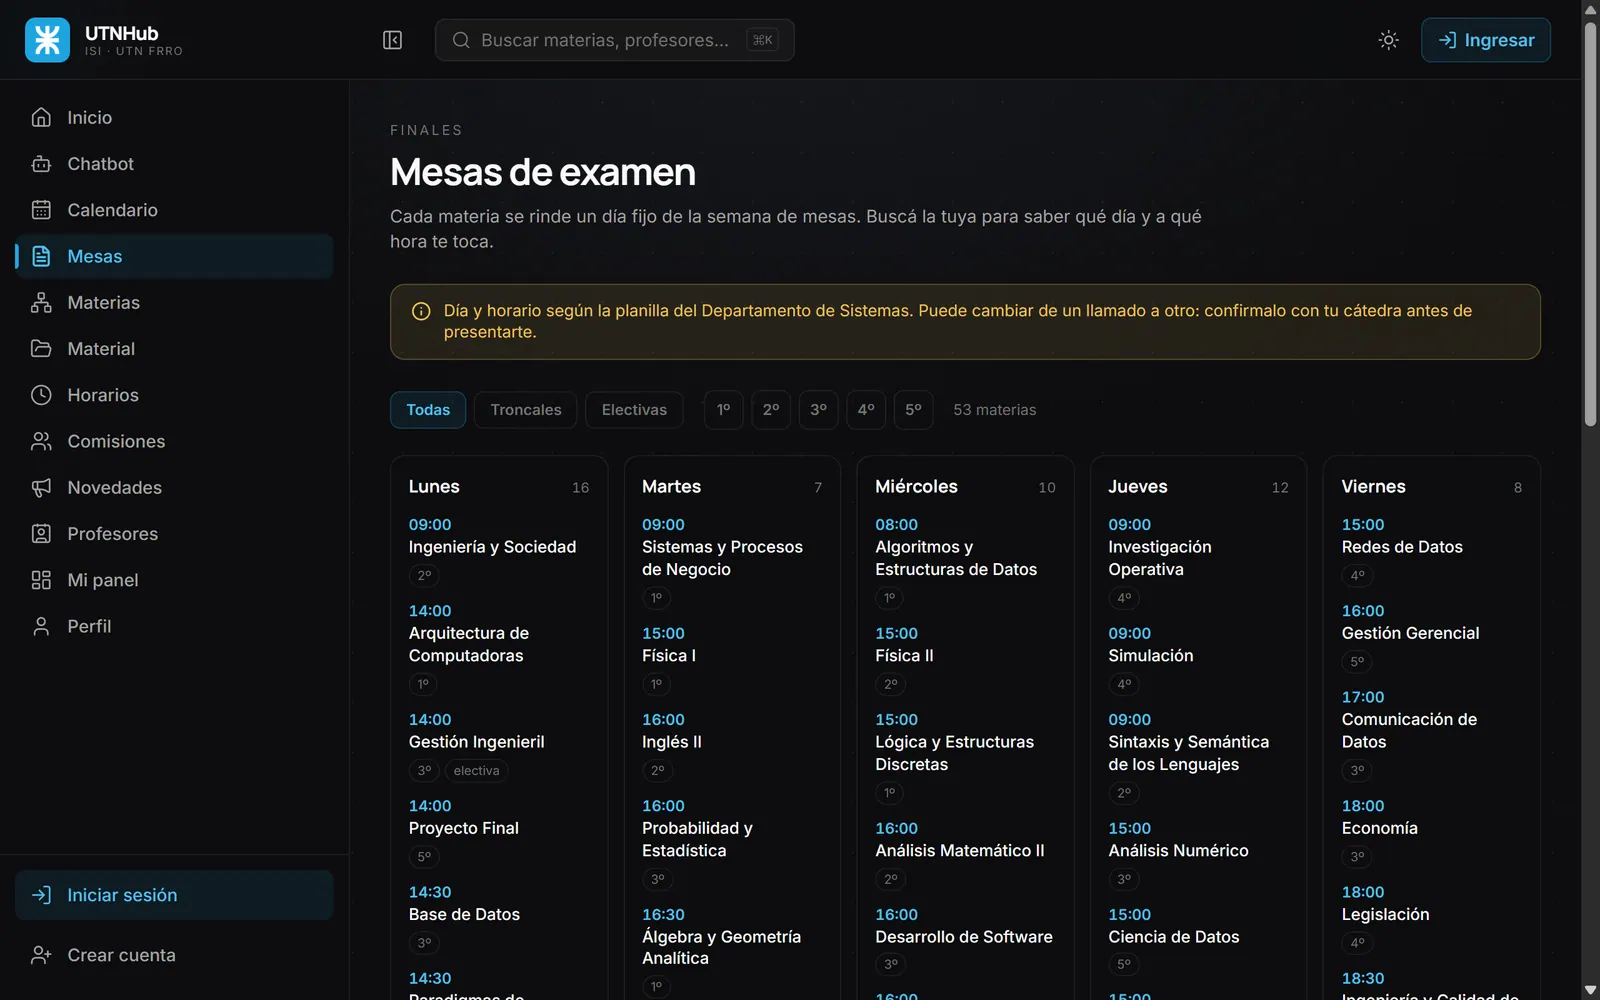 UTNHub
ISI · UTN FRRO
Buscar materias, profesores...
⌘K
Ingresar
Inicio
Chatbot
Calendario
Mesas
Materias
Material
Horarios
Comisiones
Novedades
Profesores
Mi panel
Perfil
Iniciar sesión
Crear cuenta
FINALES
Mesas de examen
Cada materia se rinde un día fijo de la semana de mesas. Buscá la tuya para saber qué día y a qué
hora te toca.
Día y horario según la planilla del Departamento de Sistemas. Puede cambiar de un llamado a otro: confirmalo con tu cátedra antes de
presentarte.
Todas
Troncales
Electivas
1º
2º
3º
4º
5º
53 materias
Lunes
16
09:00
Ingeniería y Sociedad
2º
14:00
Arquitectura de
Computadoras
1º
14:00
Gestión Ingenieril
3º
electiva
14:00
Proyecto Final
5º
14:30
Base de Datos
3º
14:30
Paradigmas de
Martes
7
09:00
Sistemas y Procesos
de Negocio
1º
15:00
Física I
1º
16:00
Inglés II
2º
16:00
Probabilidad y
Estadística
3º
16:30
Álgebra y Geometría
Analítica
1º
Miércoles
10
08:00
Algoritmos y
Estructuras de Datos
1º
15:00
Física II
2º
15:00
Lógica y Estructuras
Discretas
1º
16:00
Análisis Matemático II
2º
16:00
Desarrollo de Software
3º
16:00
Jueves
12
09:00
Investigación
Operativa
4º
09:00
Simulación
4º
09:00
Sintaxis y Semántica
de los Lenguajes
2º
15:00
Análisis Numérico
3º
15:00
Ciencia de Datos
5º
15:00
Viernes
8
15:00
Redes de Datos
4º
16:00
Gestión Gerencial
5º
17:00
Comunicación de
Datos
3º
18:00
Economía
3º
18:00
Legislación
4º
18:30
Ingeniería y Calidad de